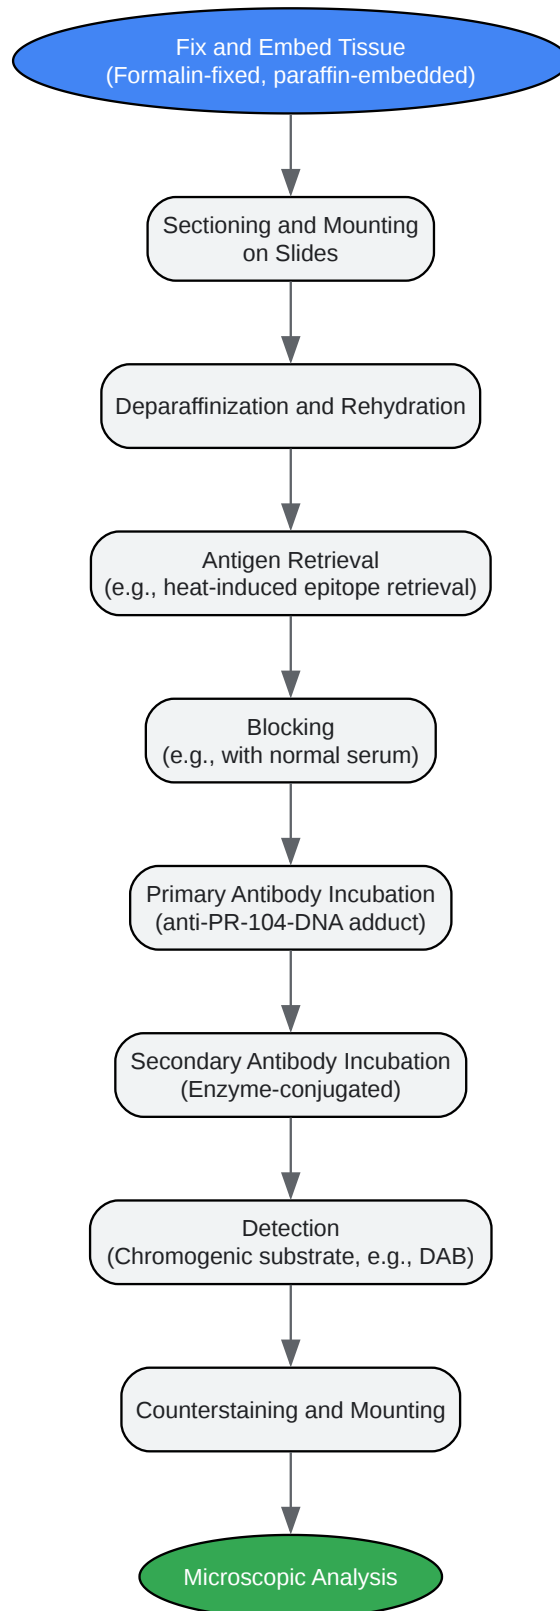 Fix and Embed Tissue
(Formalin-fixed, paraffin-embedded)
Sectioning and Mounting
on Slides
Deparaffinization and Rehydration
Antigen Retrieval
(e.g., heat-induced epitope retrieval)
Blocking
(e.g., with normal serum)
Primary Antibody Incubation
(anti-PR-104-DNA adduct)
Secondary Antibody Incubation
(Enzyme-conjugated)
Detection
(Chromogenic substrate, e.g., DAB)
Counterstaining and Mounting
Microscopic Analysis